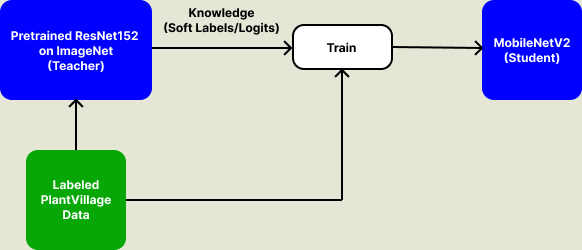 Pretrained ResNet152
on ImageNet
(Teacher)
Knowledge
(Soft Labels/Logits)
Train
MobileNetV2
(Student)
Labeled
PlantVillage
Data